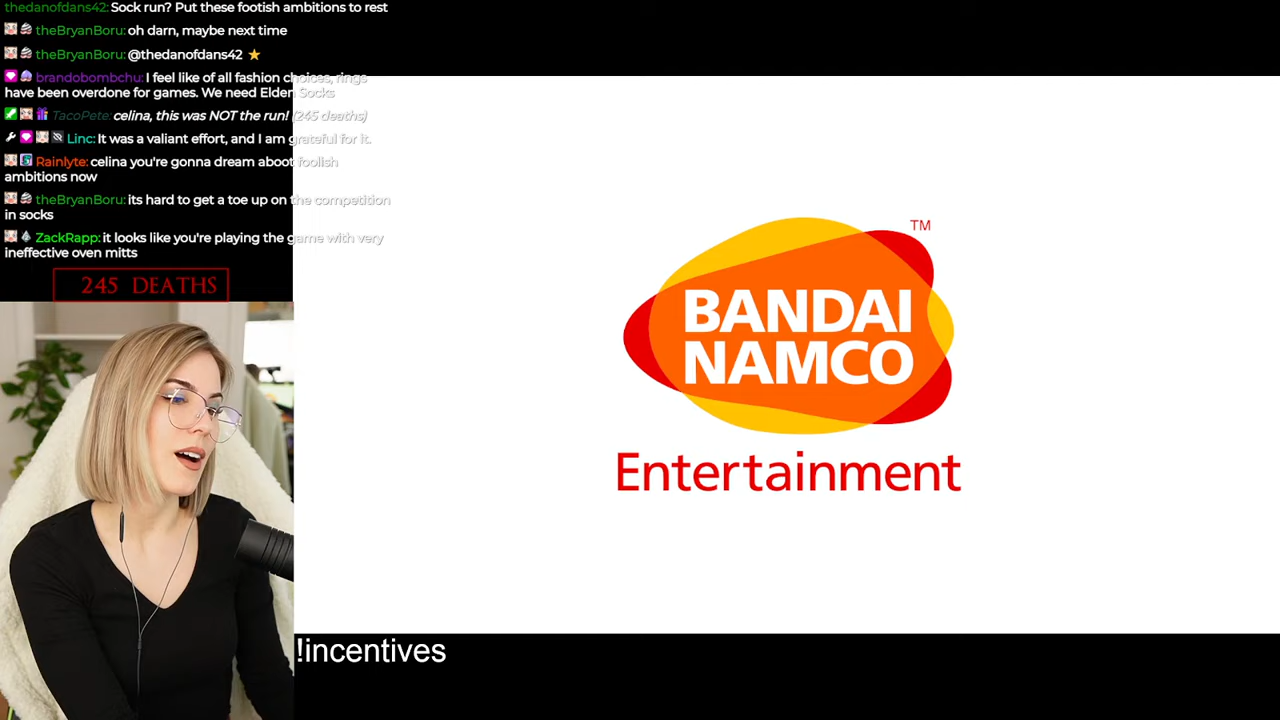 thedanofdans42: Sock run? Put these footish ambitions to rest
theBryanBoru: oh darn, maybe next time
theBryanBoru: @thedanofdans42
brandobombchu: I feel like of all fashion choices, rings
have been overdone for games. We need Elden Socks
TacoPete: celina, this was NOT the run! (245 deaths)
Linc: It was a valiant effort, and I am grateful for it.
Rainlyte: celina you're gonna dream aboot foolish
ambitions now
theBryanBoru: its hard to get a toe up on the competition
in socks
ZackRapp: it looks like you're playing the game with very
ineffective oven mitts
245 DEATHS
TM
BANDAI
NAMCO
Entertainment
!incentives